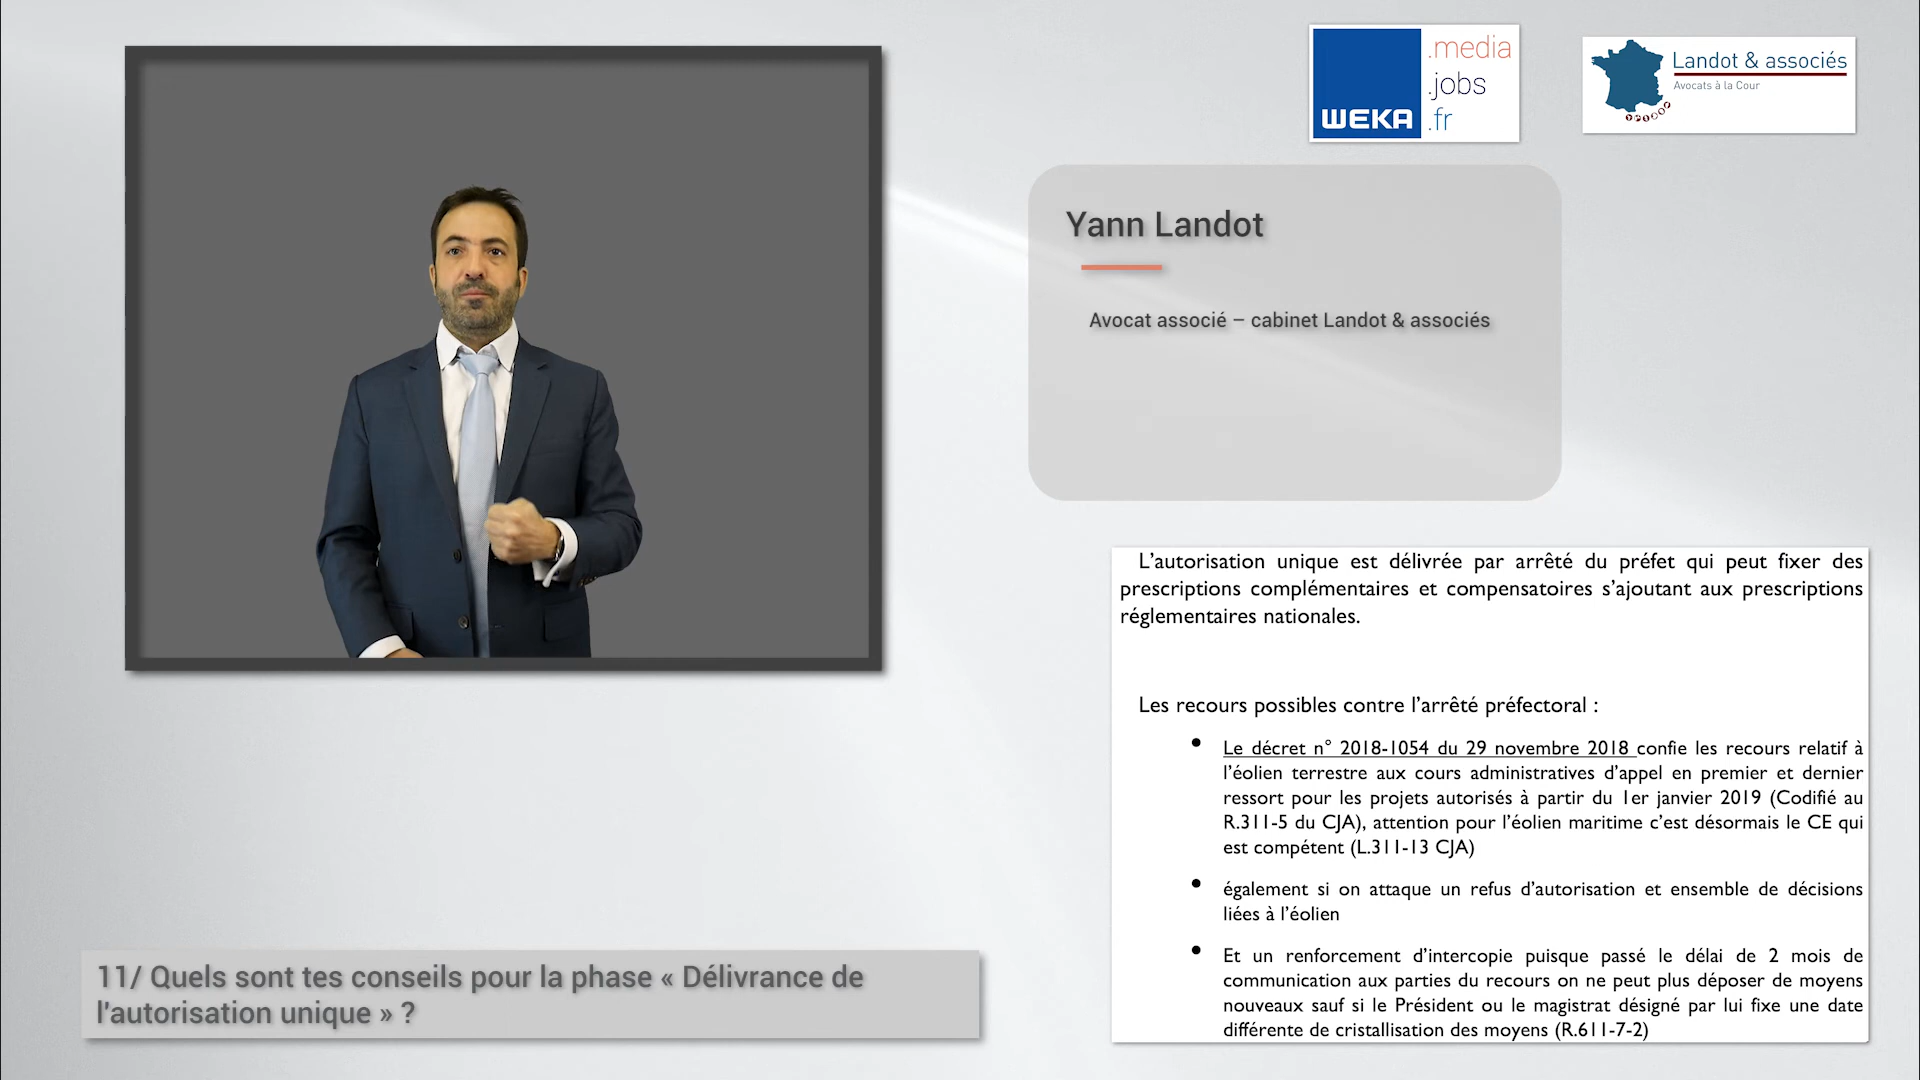 WEKA
.media
.jobs
.fr
Landot & associés
Avocats à la Cour
Yann Landot
Avocat associé – cabinet Landot & associés
L’autorisation unique est délivrée par arrêté du préfet qui peut fixer des
prescriptions complémentaires et compensatoires s’ajoutant aux prescriptions
réglementaires nationales.
Les recours possibles contre l’arrêté préfectoral :
• Le décret n° 2018-1054 du 29 novembre 2018 confie les recours relatif à
l’éolien terrestre aux cours administratives d’appel en premier et dernier
ressort pour les projets autorisés à partir du 1er janvier 2019 (Codifié au
R.311-5 du CJA), attention pour l’éolien maritime c’est désormais le CE qui
est compétent (L.311-13 CJA)
• également si on attaque un refus d’autorisation et ensemble de décisions
liées à l’éolien
• Et un renforcement d’intercopie puisque passé le délai de 2 mois de
communication aux parties du recours on ne peut plus déposer de moyens
nouveaux sauf si le Président ou le magistrat désigné par lui fixe une date
différente de cristallisation des moyens (R.611-7-2)
11/ Quels sont tes conseils pour la phase « Délivrance de
l'autorisation unique » ?